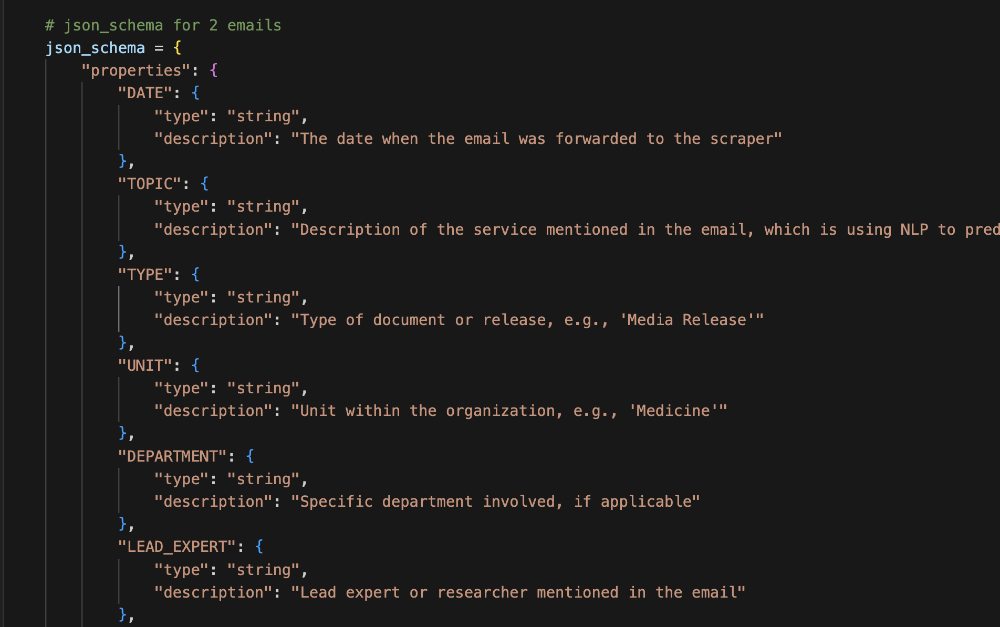 # json_schema for 2 emails
json_schema = {
"properties": {
"DATE": {
"type": "string",
"description": "The date when the email was forwarded to the scraper"
},
"TOPIC": {
"type": "string",
"description": "Description of the service mentioned in the email, which is using NLP to pred
},
"TYPE": {
"type": "string",
"description": "Type of document or release, e.g., 'Media Release'"
},
"UNIT": {
"type": "string",
"description": "Unit within the organization, e.g., 'Medicine'"
},
"DEPARTMENT": {
"type": "string",
"description": "Specific department involved, if applicable"
},
"LEAD_EXPERT": {
"type": "string",
"description": "Lead expert or researcher mentioned in the email"
},